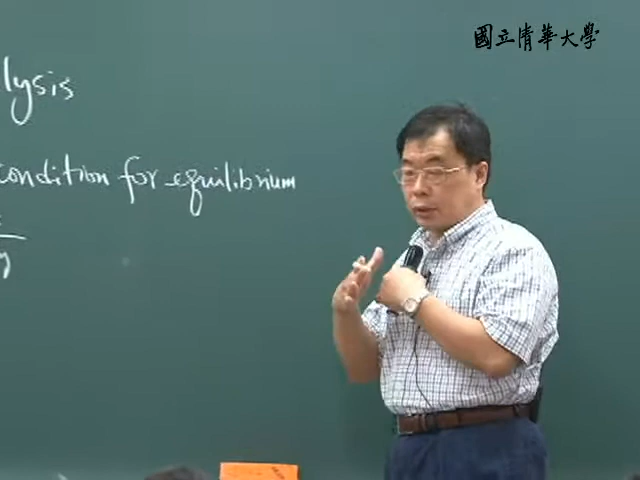 國立清華大學
lysis
condition for equilibrium